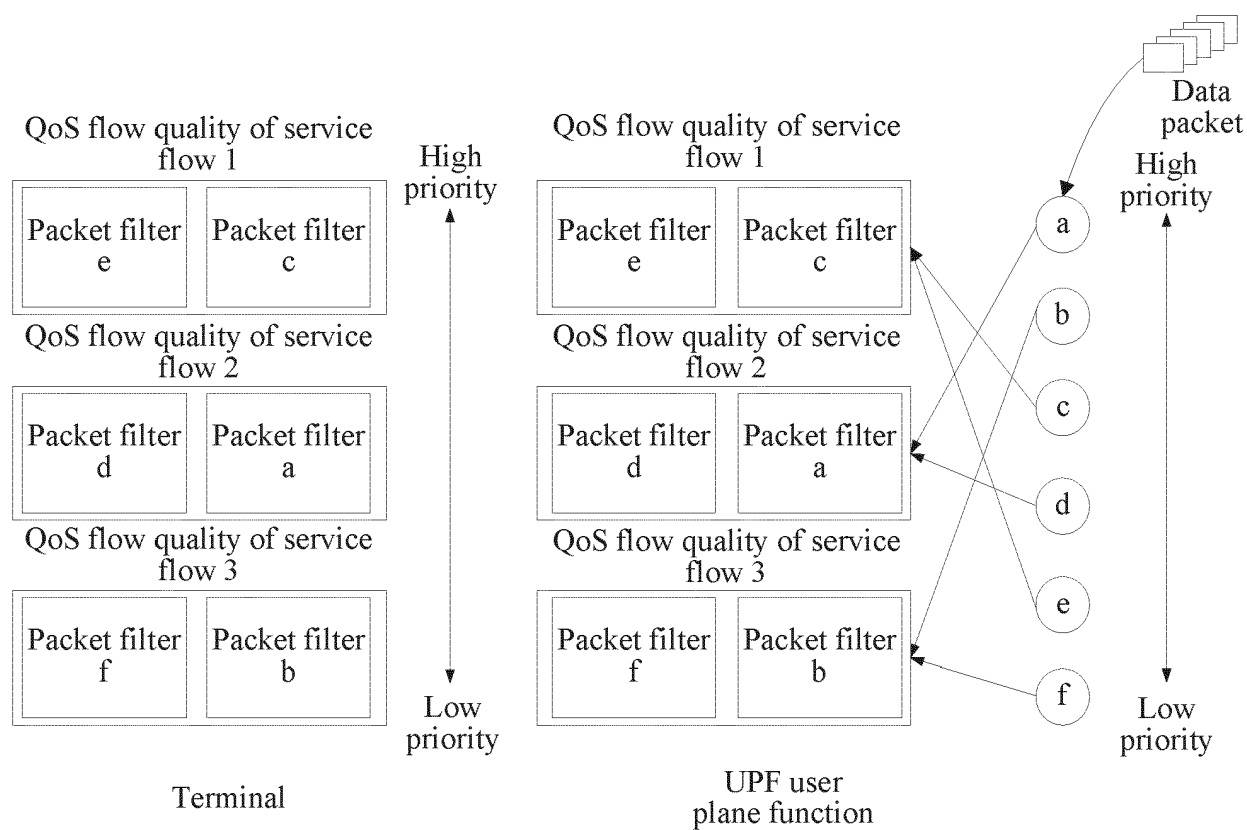 Data
packet
QoS flow quality of service
flow 1
Packet filter
e
Packet filter
c
QoS flow quality of service
flow 2
Packet filter
d
Packet filter
a
QoS flow quality of service
flow 3
Packet filter
f
Packet filter
b
Terminal
High
priority
Low
priority
QoS flow quality of service
flow 1
Packet filter
e
Packet filter
c
QoS flow quality of service
flow 2
Packet filter
d
Packet filter
a
QoS flow quality of service
flow 3
Packet filter
f
Packet filter
b
UPF user
plane function
a
b
c
d
e
f
High
priority
Low
priority